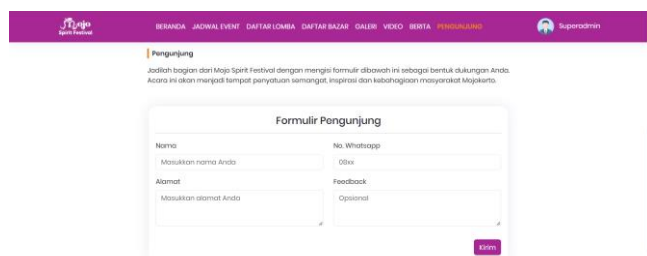 Mojo
Spirit Festival
BERANDA JADWAL EVENT DAFTAR LOMBA DAFTAR BAZAR GALERI VIDEO BERITA PENGUNJUNG
Superadmin
Pengunjung
Jadilah bagian dari Mojo Spirit Festival dengan mengisi formulir dibawah ini sebagai bentuk dukungan Anda.
Acara ini akan menjadi tempat penyatuan semangat, inspirasi dan kebahagiaan masyarakat Mojokerto.
Formulir Pengunjung
Nama No. Whatsapp
Masukkan nama Anda 08xx
Alamat Feedback
Masukkan alamat Anda Opsional
Kirim